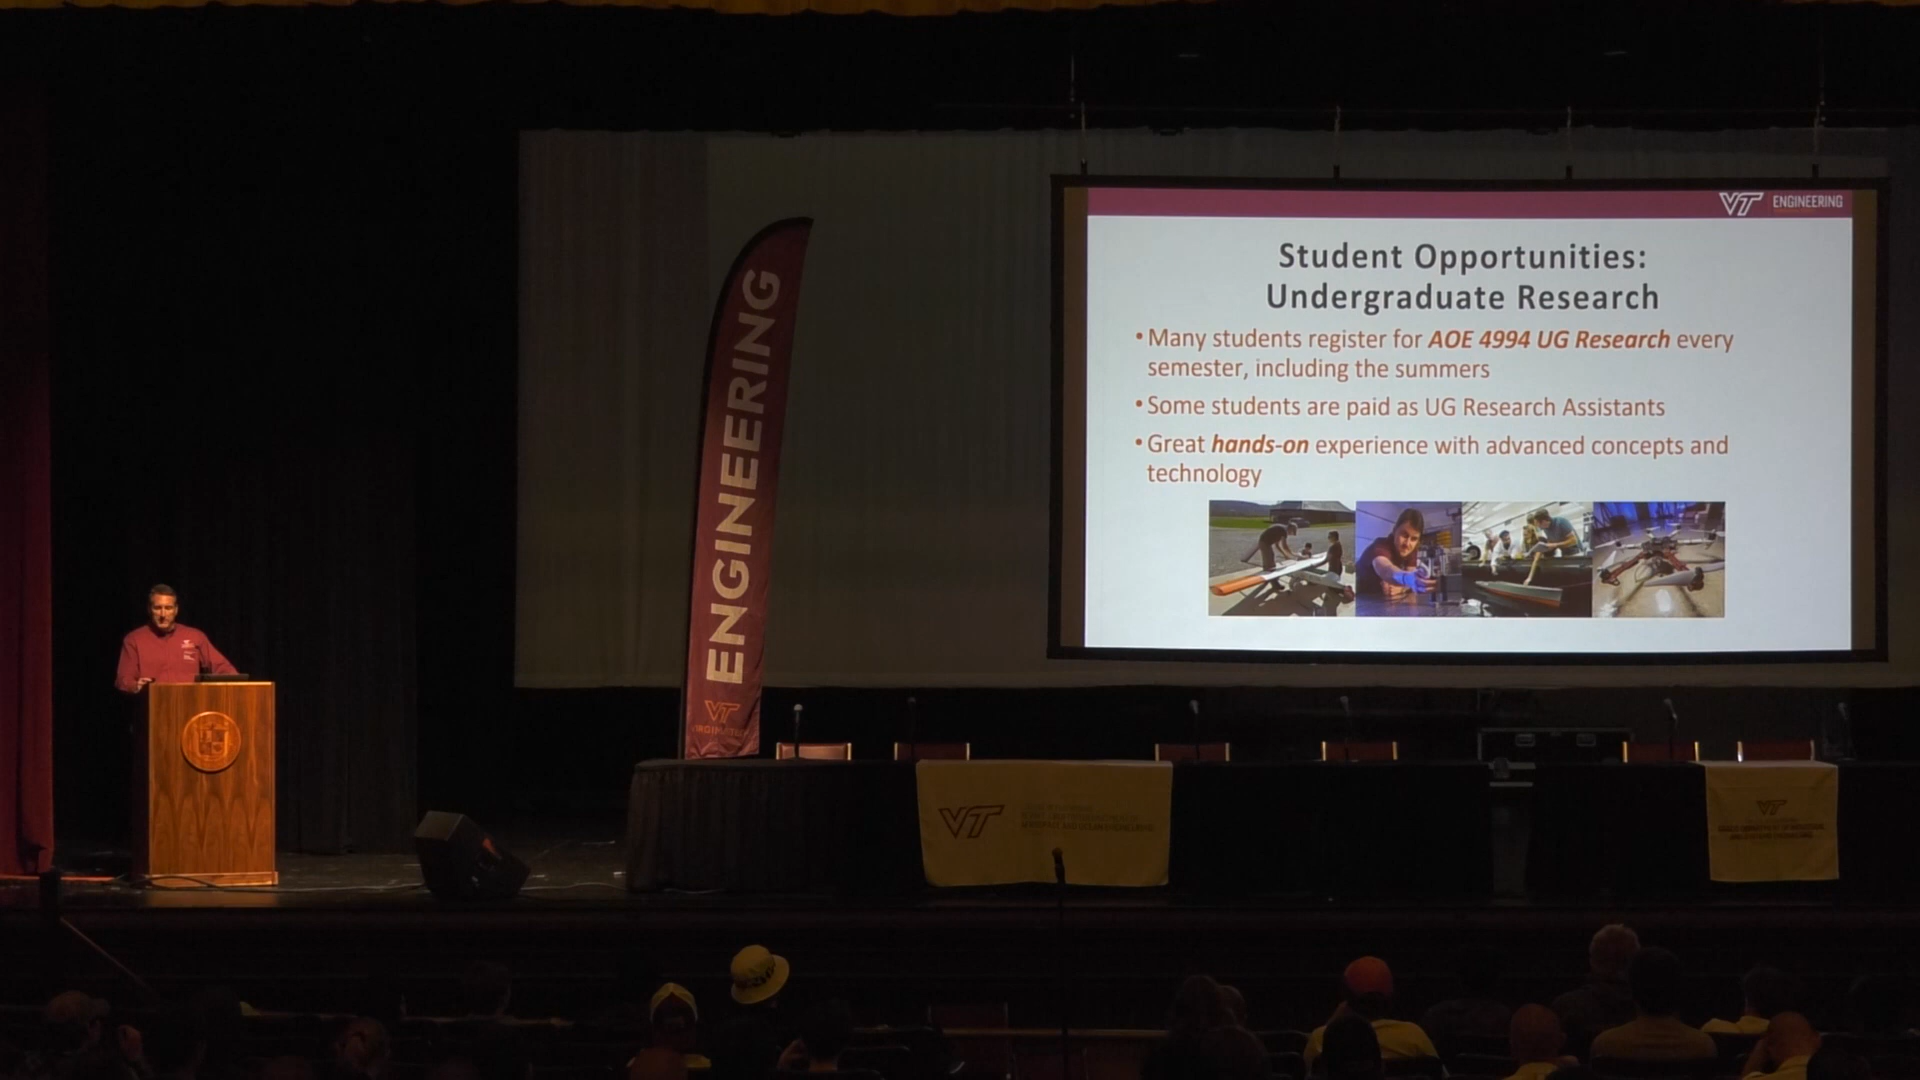 VT ENGINEERING
Student Opportunities:
Undergraduate Research
• Many students register for AOE 4994 UG Research every
semester, including the summers
• Some students are paid as UG Research Assistants
• Great hands-on experience with advanced concepts and
technology
ENGINEERING
VT
VT
VT